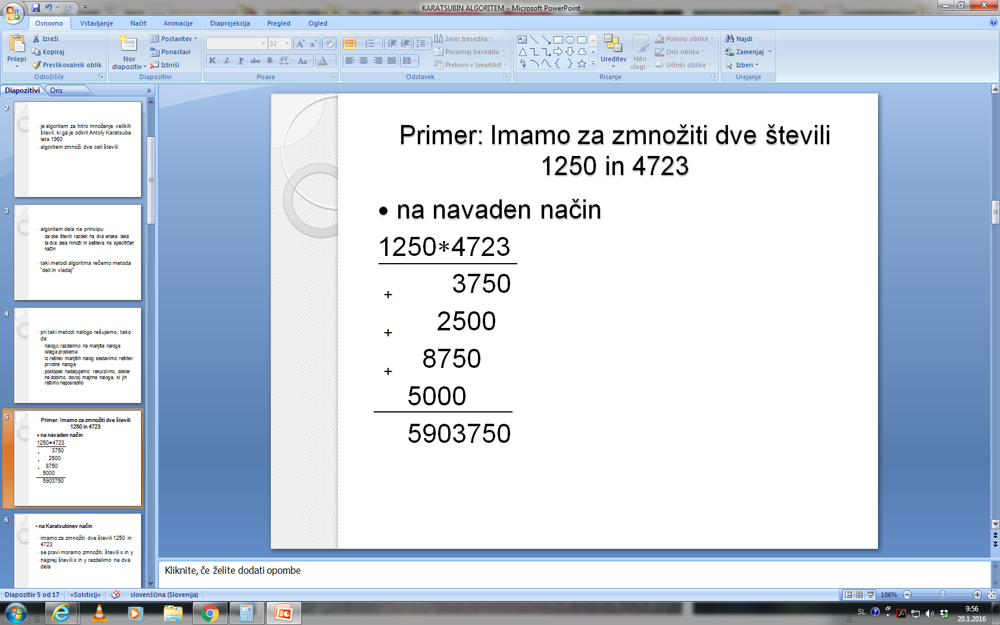 KARATSUBIN ALGORITEM - Microsoft PowerPoint
Osnovno Vstavljanje Načrt Animacije Diaprojekcija Pregled Ogled
Prilepi
Izreži
Kopiraj
Preslikovalnik oblik
Odložišče
Nov diapozitiv
Postavitev
Ponastavi
Izbriši
Diapozitivi
32
K L P abc S AV Aa A
Pisava
Smer besedila
Poravnaj besedilo
Pretvori v SmartArt
Odstavek
Ureditev
Hitri slogi
Polnilo oblike
Oris oblike
Učinki oblike
Risanje
Najdi
Zamenjaj
Izberi
Urejanje
Diapozitivi Oris x
2
je algoritem za hitro množenje velikih
števil, ki ga je odkril Antoly Karatsuba
leta 1960
algoritem zmnoži dve celi števili
3
algoritem dela na principu:
da obe števili razdeli na dva enaka dela
ta dva dela množi in sešteva na specifičen
način
taki metodi algoritma rečemo metoda
"deli in vladaj"
4
pri taki metodi nalogo rešujemo, tako
da:
nalogo razdelimo na manjše naloge
istega problema
iz rešitev manjših nalog sestavimo rešitev
prvotne naloge
postopek nadaljujemo rekurzivno, dokler
ne dobimo dovolj majhne naloge, ki jih
rešimo neposredno
5
Primer: Imamo za zmnožiti dve števili
1250 in 4723
• na navaden način
1250*4723
3750
+
2500
+
8750
+
5000
5903750
6
• na Karatsubinev način
imamo za zmnožiti dve števili 1250 in
4723
se pravi moramo zmnožiti števili x in y
najprej števili x in y razdelimo na dva
dela
Primer: Imamo za zmnožiti dve števili
1250 in 4723
• na navaden način
1250*4723
3750
+
2500
+
8750
+
5000
5903750
Kliknite, če želite dodati opombe
Diapozitiv 5 od 17 »Solsticij« slovenščina (Slovenija) 106%
SL 9:56
20.1.2016